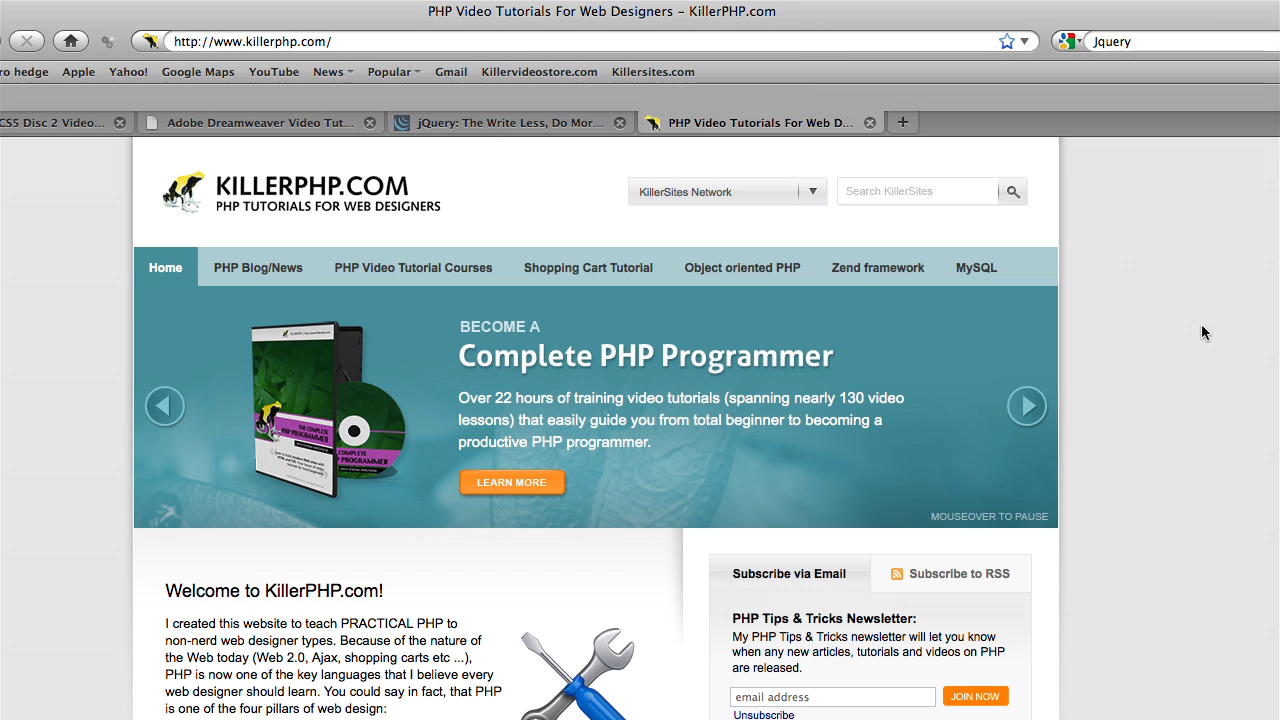 PHP Video Tutorials For Web Designers – KillerPHP.com
http://www.killerphp.com/
Jquery
ro hedge Apple Yahoo! Google Maps YouTube News Popular Gmail Killervideostore.com Killersites.com
CSS Disc 2 Video... Adobe Dreamweaver Video Tut... jQuery: The Write Less, Do Mor... PHP Video Tutorials For Web D...
KILLERPHP.COM
PHP TUTORIALS FOR WEB DESIGNERS
KillerSites Network
Search KillerSites
Home PHP Blog/News PHP Video Tutorial Courses Shopping Cart Tutorial Object oriented PHP Zend framework MySQL
BECOME A
Complete PHP Programmer
Over 22 hours of training video tutorials (spanning nearly 130 video
lessons) that easily guide you from total beginner to becoming a
productive PHP programmer.
LEARN MORE
THE COMPLETE
PHP PROGRAMMER
MOUSEOVER TO PAUSE
Welcome to KillerPHP.com!
I created this website to teach PRACTICAL PHP to
non-nerd web designer types. Because of the nature of
the Web today (Web 2.0, Ajax, shopping carts etc ...),
PHP is now one of the key languages that I believe every
web designer should learn. You could say in fact, that PHP
is one of the four pillars of web design:
Subscribe via Email Subscribe to RSS
PHP Tips & Tricks Newsletter:
My PHP Tips & Tricks newsletter will let you know
when any new articles, tutorials and videos on PHP
are released.
email address
JOIN NOW
Unsubscribe